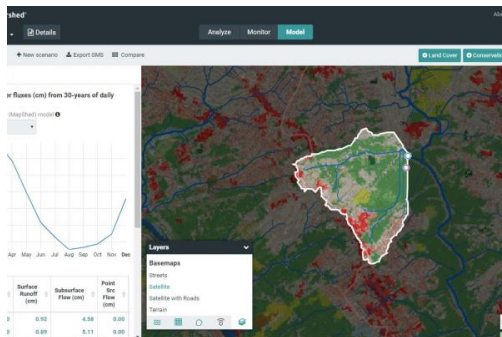 rshed'
Details
Analyze
Monitor
Model
New scenario
Export GMS
Compare
Land Cover
Conservati
r fluxes (cm) from 30-years of daily
(MapShed) model
Apr May Jun Jul Aug Sep Oct Nov Dec
Surface Runoff (cm)
Subsurface Flow (cm)
Point Src Flow (cm)
0.92 4.58 0.00
0.89 5.11 0.00
Layers
Basemaps
Streets
Satellite
Satellite with Roads
Terrain